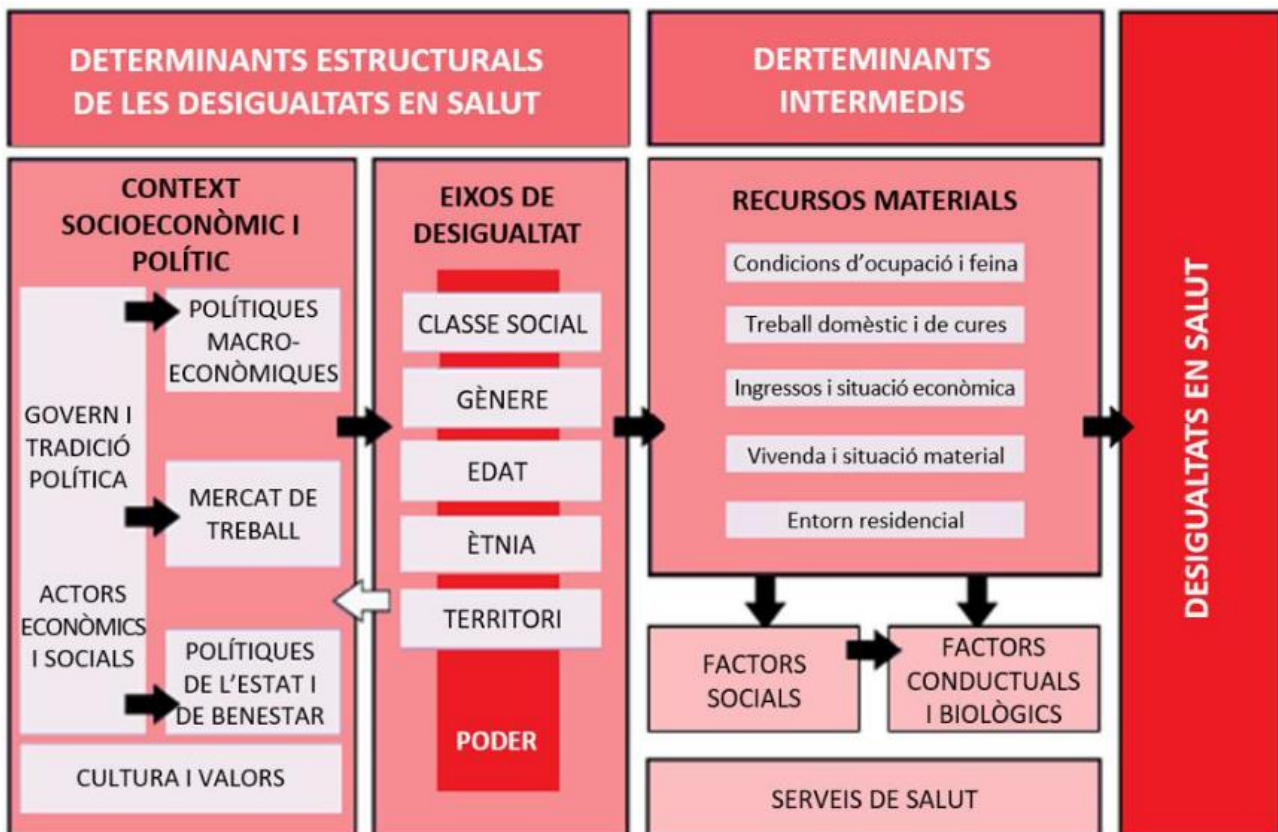 DETERMINANTS ESTRUCTURALS
DE LES DESIGUALTATS EN SALUT
DERTEMINANTS
INTERMEDIS
CONTEXT
SOCIOECONÒMIC I
POLÍTIC
GOVERN I
TRADICIÓ
POLÍTICA
ACTORS
ECONÒMICS
I SOCIALS
POLÍTIQUES
MACRO-
ECONÒMIQUES
MERCAT DE
TREBALL
POLÍTIQUES
DE L'ESTAT I
DE BENESTAR
CULTURA I VALORS
EIXOS DE
DESIGUALTAT
CLASSE SOCIAL
GÈNERE
EDAT
ÈTNIA
TERRITORI
PODER
RECURSOS MATERIALS
Condicions d'ocupació i feina
Treball domèstic i de cures
Ingressos i situació econòmica
Vivenda i situació material
Entorn residencial
FACTORS
SOCIALS
FACTORS
CONDUCTUALS
I BIOLÒGICS
SERVEIS DE SALUT
DESIGUALTATS EN SALUT